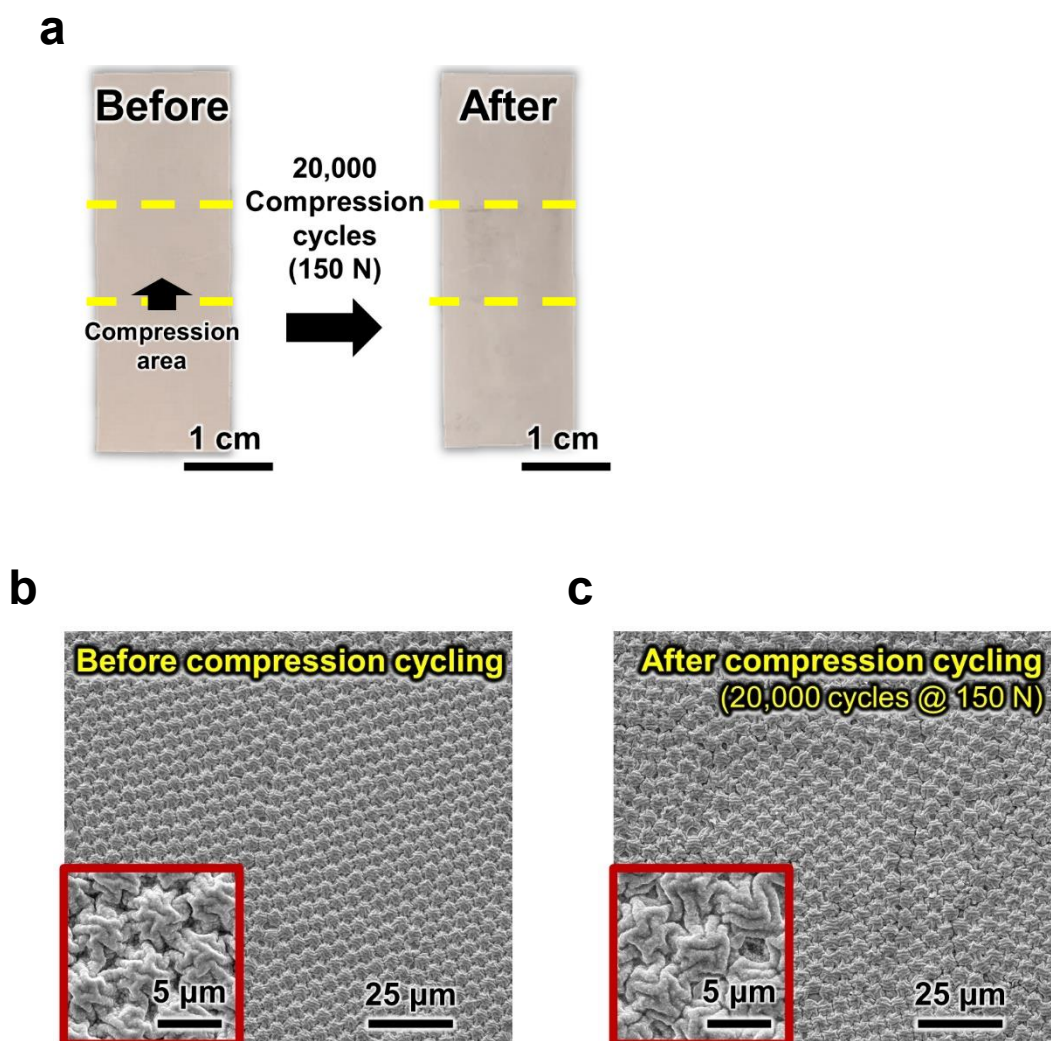 a
Before
After
20,000
Compression
cycles
(150 N)
Compression
area
1 cm
1 cm
b
c
Before compression cycling
After compression cycling
(20,000 cycles @ 150 N)
5 µm
25 µm
5 µm
25 µm